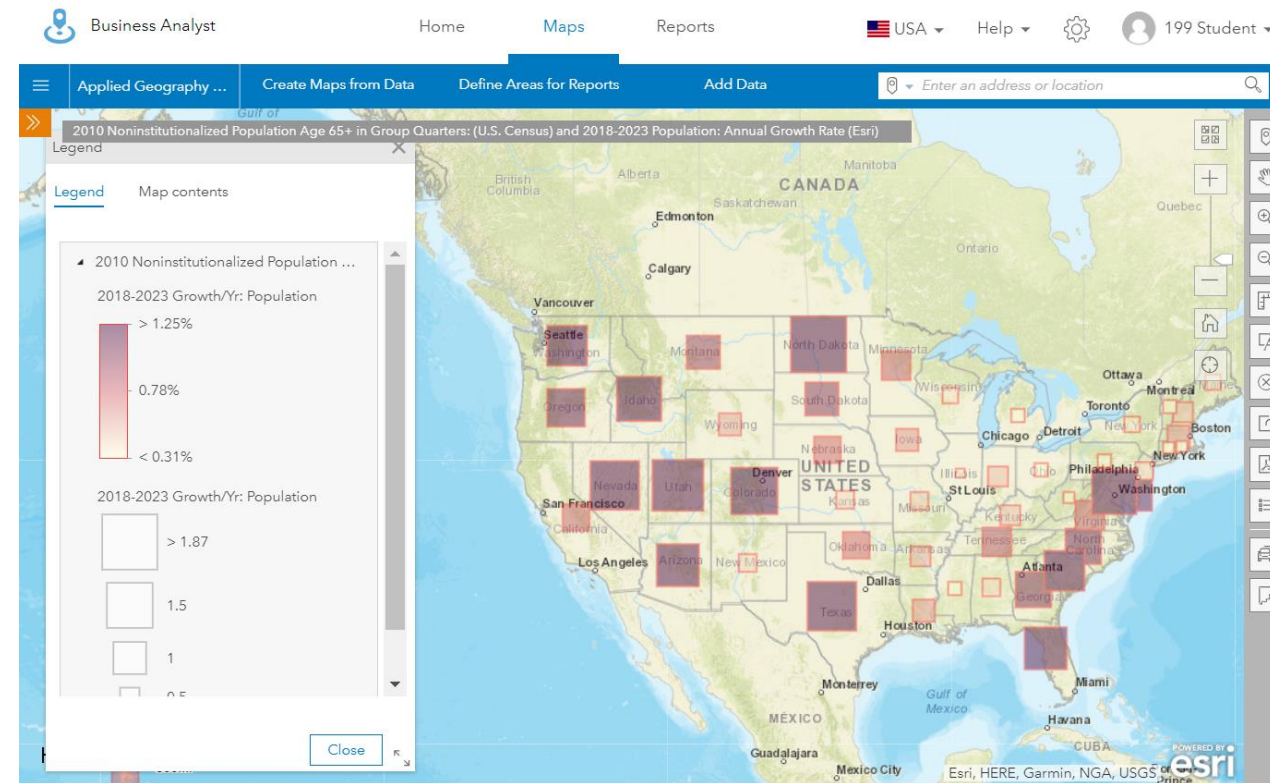 Business Analyst
Home
Maps
Reports
USA
Help
199 Student
Applied Geography ...
Create Maps from Data
Define Areas for Reports
Add Data
Enter an address or location
Gulf of
2010 Noninstitutionalized Population Age 65+ in Group Quarters: (U.S. Census) and 2018-2023 Population: Annual Growth Rate (Esri)
Legend
Legend
Map contents
2010 Noninstitutionalized Population ...
2018-2023 Growth/Yr: Population
> 1.25%
0.78%
< 0.31%
2018-2023 Growth/Yr: Population
> 1.87
1.5
1
0.5
Close
British
Columbia
Alberta
Manitoba
CANADA
Saskatchewan
Edmonton
Quebec
Ontario
Calgary
Vancouver
Seattle
Washington
Montana
North Dakota
Minnesota
Ottawa
Montreal
Maine
Oregon
Idaho
South Dakota
Wisconsin
Toronto
Wyoming
Iowa
Chicago
Detroit
New York
Boston
Nebraska
New York
Denver
UNITED
STATES
Illinois
Ohio
Philadelphia
Nevada
Utah
Colorado
Kansas
St Louis
Washington
San Francisco
Missouri
Kentucky
Virginia
California
Oklahoma
Arkansas
Tennessee
North
Carolina
Los Angeles
Arizona
New Mexico
Atlanta
Dallas
Georgia
Texas
Houston
Monterrey
Gulf of
Mexico
Miami
MÉXICO
Havana
CUBA
Guadalajara
Mexico City
POWERED BY
esri
Esri, HERE, Garmin, NGA, USGS
Prince